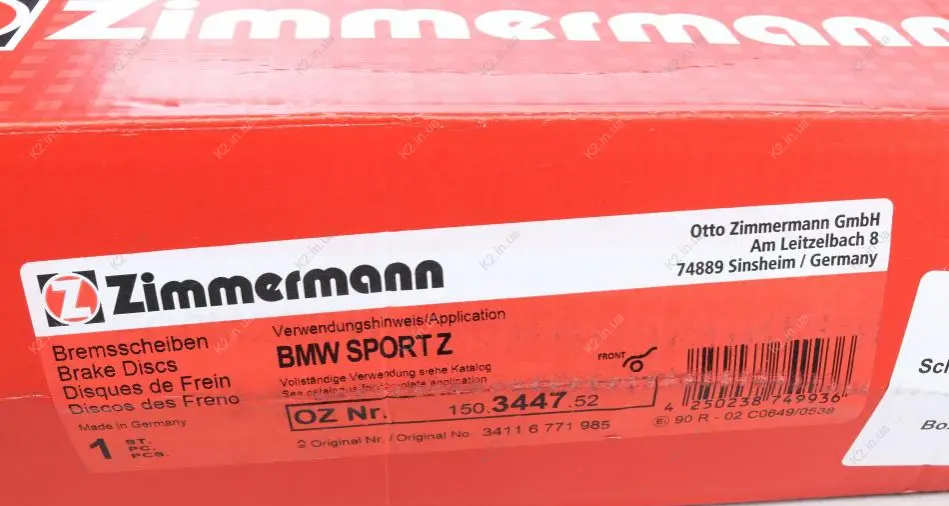 Zimmermann
Otto Zimmermann GmbH
Am Leitzelbach 8
74889 Sinsheim / Germany
Z Zimmermann
Bremsscheiben
Brake Discs
Disques de Frein
Discos des Freno
Made in Germany
1 ST.
PC.
PCS.
Verwendungshinweis/Application
BMW SPORT Z
Vollständige Verwendung siehe Katalog
See catalogue for complete application
FRONT
OZ Nr. 150.3447.52
Original Nr. / Original No. 3411 6 771 985
4 250238 749936
90 R - 02 C0649/0538
K2.in.ua